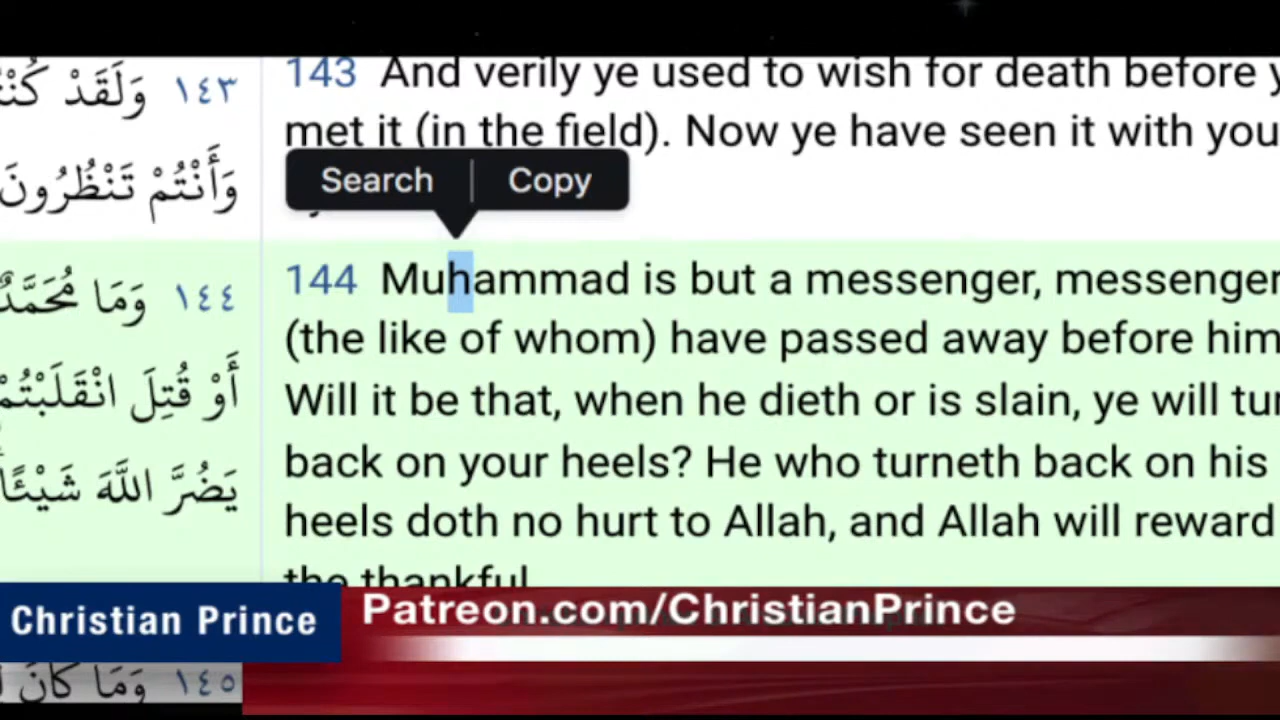 وَلَقَدْ ١٤٣
وَأَنْتُمْ تَنْظُرُونَ
143 And verily ye used to wish for death before
met it (in the field). Now ye have seen it with
Search Copy
وَمَا مُحَمَّدٌ ١٤٤
أَوْ قُتِلَ انْقَلَبْتُمْ
يَضُرَّ اللَّهَ شَيْئًا
144 Muhammad is but a messenger, messenger
(the like of whom) have passed away before him
Will it be that, when he dieth or is slain, ye will
back on your heels? He who turneth back on his
heels doth no hurt to Allah, and Allah will reward
the thankful
Christian Prince
Patreon.com/ChristianPrince
وَمَا كَانَ ١٤٥